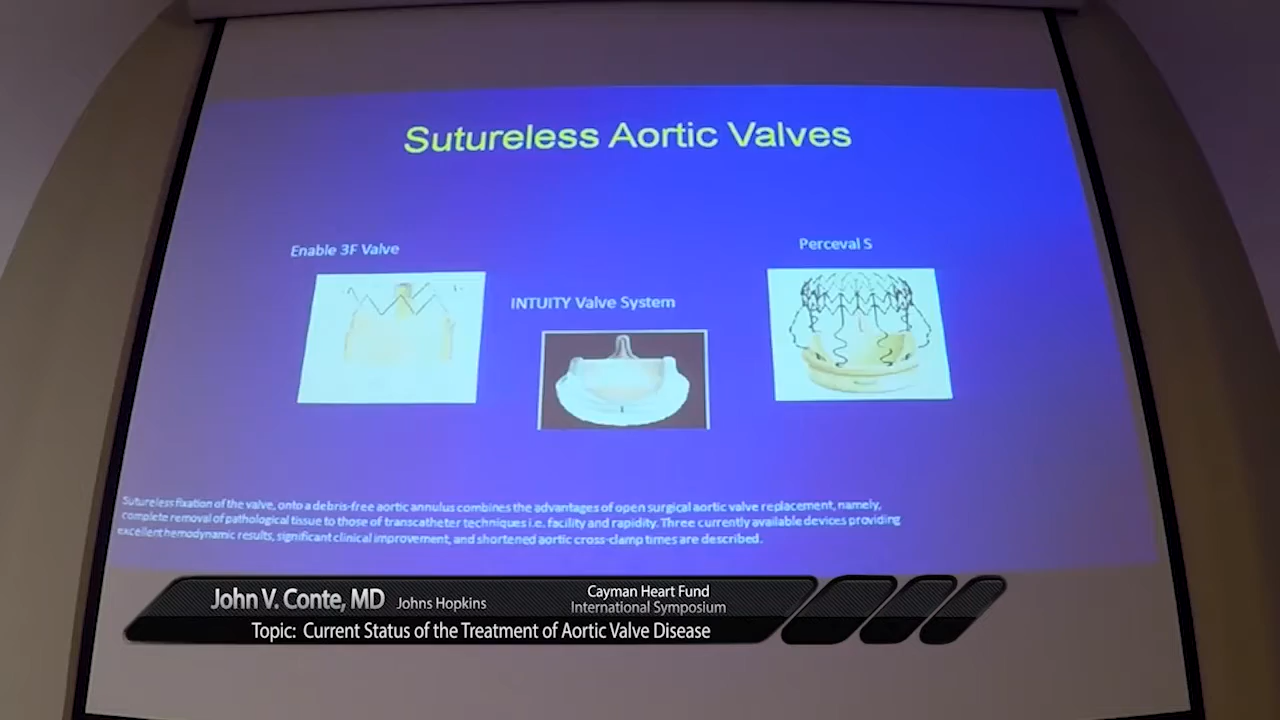 Sutureless Aortic Valves
Enable 3F Valve
Perceval S
INTUITY Valve System
Sutureless fixation of the valve, onto a debris-free aortic annulus combines the advantages of open surgical aortic valve replacement, namely,
complete removal of pathological tissue to those of transcatheter techniques i.e. facility and rapidity. Three currently available devices providing
excellent hemodynamic results, significant clinical improvement, and shortened aortic cross-clamp times are described.
John V. Conte, MD Johns Hopkins
Cayman Heart Fund
International Symposium
Topic: Current Status of the Treatment of Aortic Valve Disease